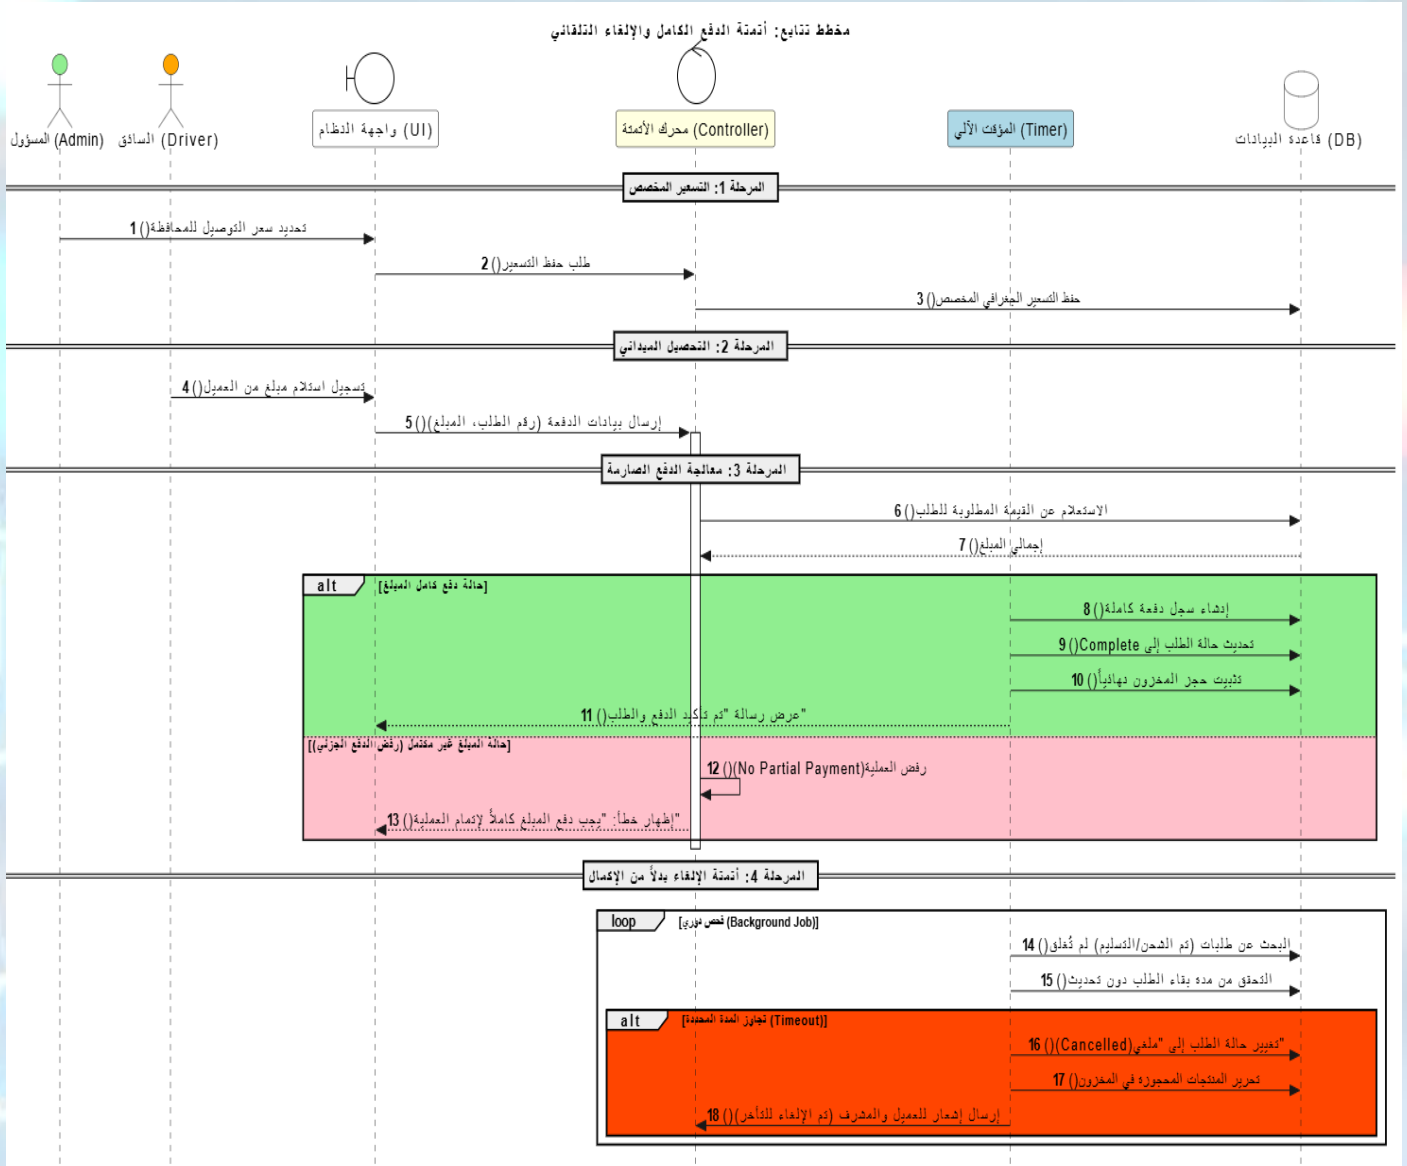 مخطط تتابع: أتمتة الدفع الكامل والإلغاء التلقائي
المسؤول (Admin)
السائق (Driver)
واجهة النظام (UI)
محرك الأتمتة (Controller)
المؤقت الآلي (Timer)
قاعدة البيانات (DB)
المرحلة 1: التسعير المخصص
1 تحديد سعر التوصيل للمحافظة()
2 طلب حفظ التسعير()
3 حفظ التسعير الجغرافي المخصص()
المرحلة 2: التحصيل الميداني
4 تسجيل استلام مبلغ من العميل()
5 إرسال بيانات الدفعة (رقم الطلب، المبلغ)()
المرحلة 3: معالجة الدفع الصارمة
6 الاستعلام عن القيمة المطلوبة للطلب()
7 إجمالي المبلغ()
alt [حالة دفع كامل المبلغ]
8 إنشاء سجل دفعة كاملة()
9 تحديث حالة الطلب إلى Complete()
10 تثبيت حجز المخزون نهائياً()
11 عرض رسالة "تم تأكيد الدفع والطلب"()
[حالة المبلغ غير مكتمل (رفض الدفع الجزئي)]
12 رفض العملية(No Partial Payment)()
13 إظهار خطأ: "يجب دفع المبلغ كاملاً لإتمام العملية"()
المرحلة 4: أتمتة الإلغاء بدلاً من الإكمال
loop [فحص دوري (Background Job)]
14 البحث عن طلبات (تم الشحن/التسليم) لم تُغلق()
15 التحقق من مدة بقاء الطلب دون تحديث()
alt [تجاوز المدة المحددة (Timeout)]
16 تغيير حالة الطلب إلى "ملغي"(Cancelled)()
17 تحرير المنتجات المحجوزة في المخزون()
18 إرسال إشعار للعميل والمشرف (تم الإلغاء للتأخر)()